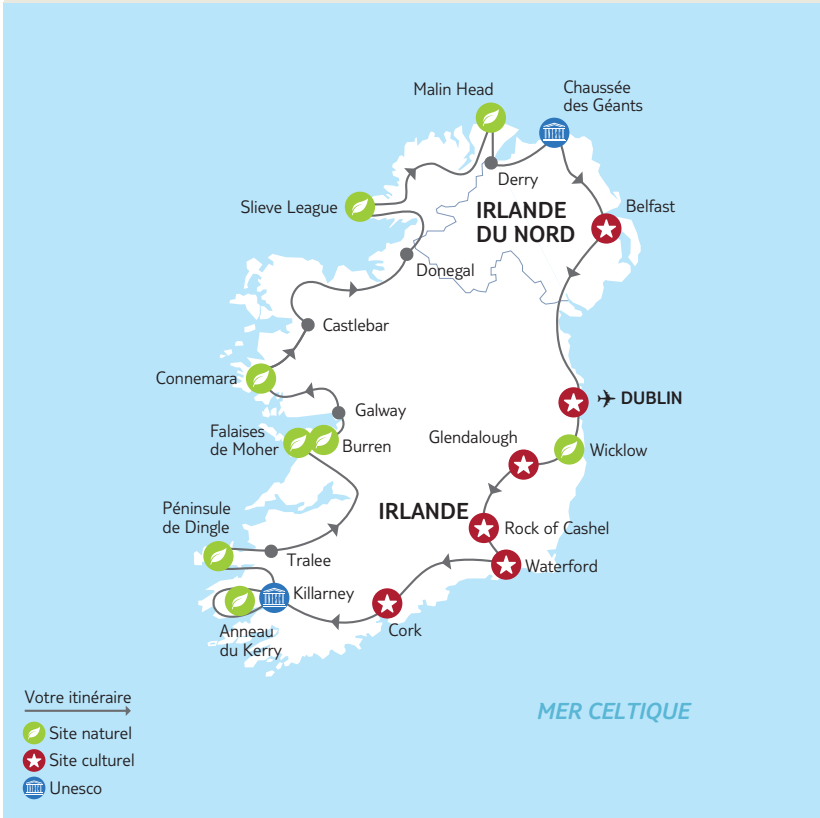 Malin Head
Chaussée
des Géants
Derry
Slieve League
IRLANDE
DU NORD
Belfast
Donegal
Castlebar
Connemara
DUBLIN
Galway
Falaises
de Moher
Burren
Glendalough
Wicklow
Péninsule
de Dingle
IRLANDE
Rock of Cashel
Tralee
Waterford
Killarney
Anneau
du Kerry
Cork
Votre itinéraire
Site naturel
Site culturel
Unesco
MER CELTIQUE